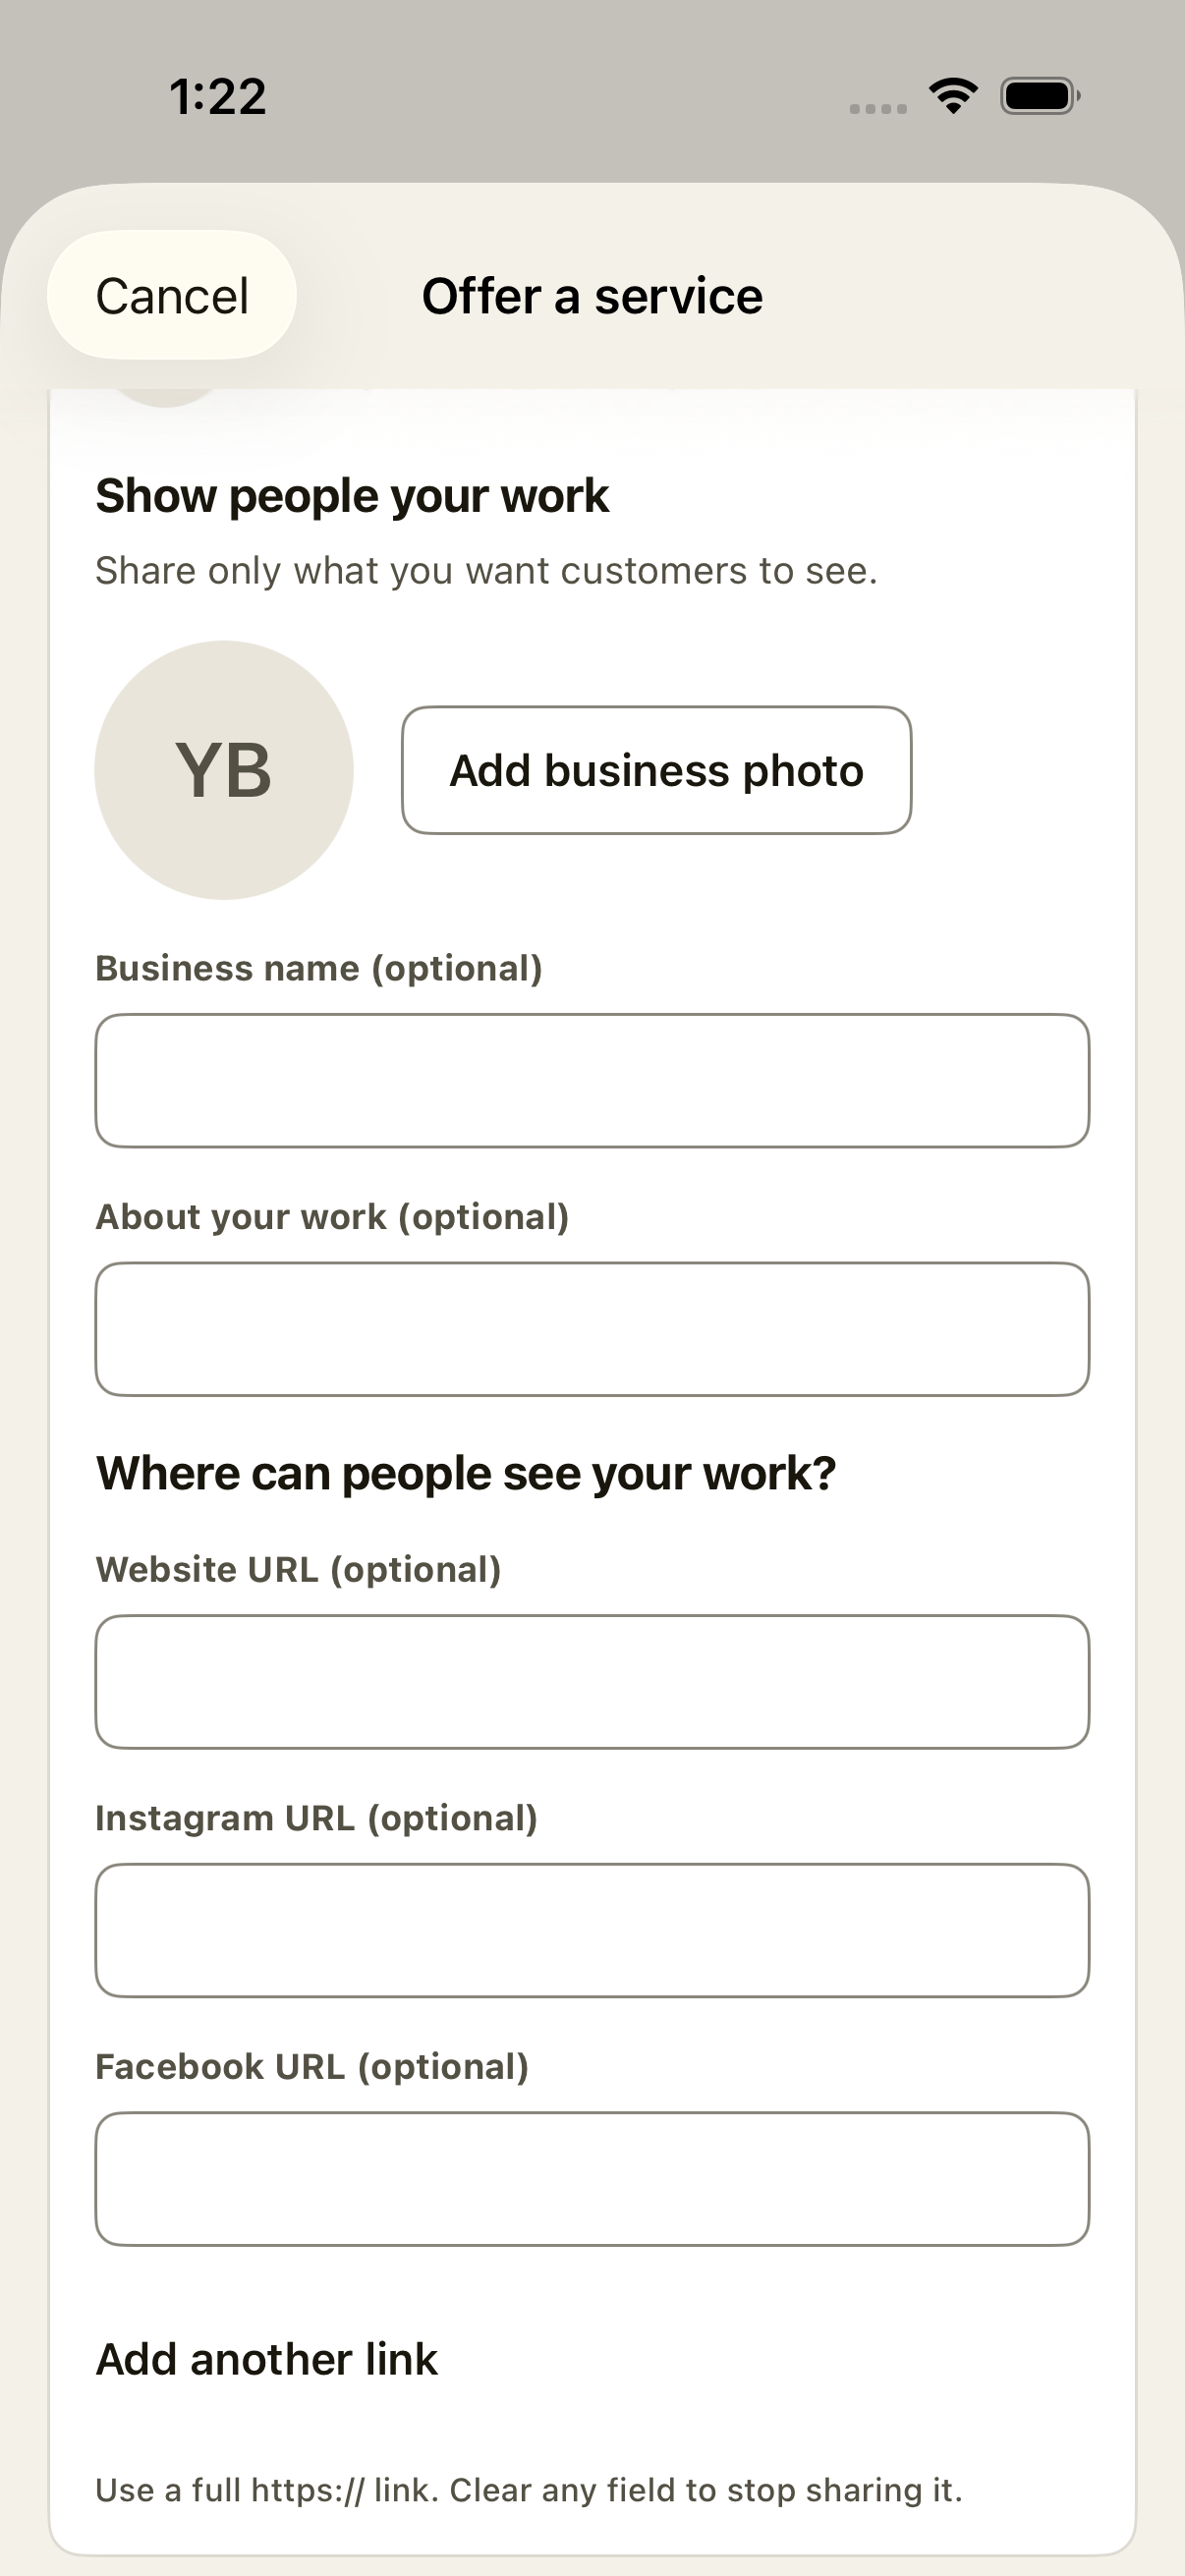 1:22
Cancel
Offer a service
Show people your work
Share only what you want customers to see.
YB
Add business photo
Business name (optional)
About your work (optional)
Where can people see your work?
Website URL (optional)
Instagram URL (optional)
Facebook URL (optional)
Add another link
Use a full https:// link. Clear any field to stop sharing it.